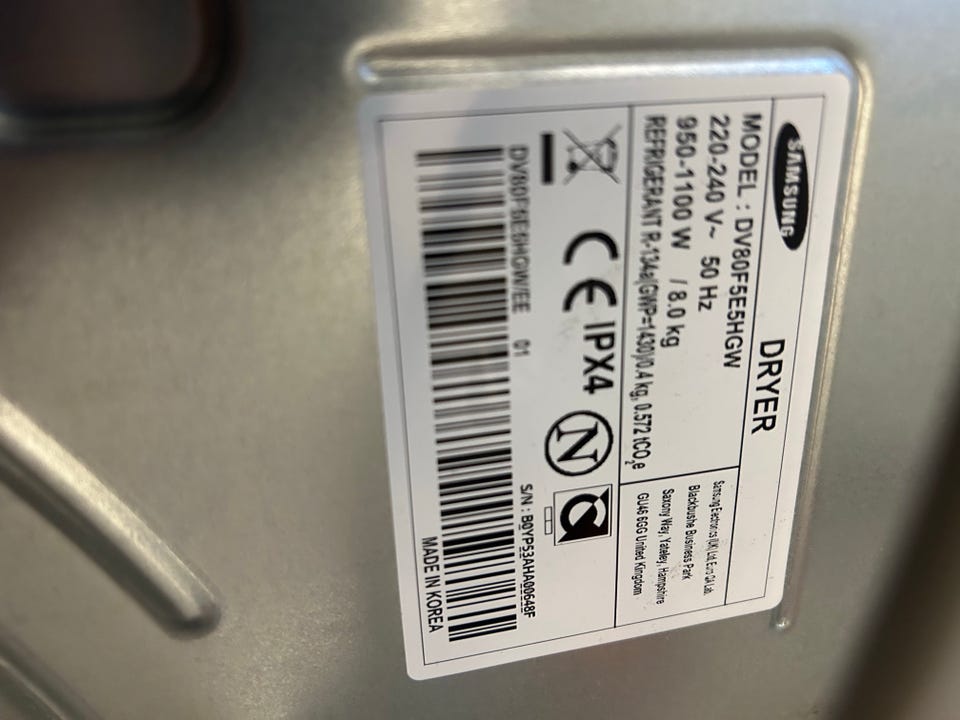 SAMSUNG
DRYER
MODEL : DV80F5E5HGW
220-240 V~ 50 Hz
950-1100 W / 8.0 kg
REFRIGERANT R-134a(GWP=1430)/0.4 kg, 0.572 tCO₂e
Samsung Electronics (UK) Ltd, Euro QA Lab.
Blackbushe Business Park
Saxony Way, Yateley, Hampshire
GU46 6GG United Kingdom
CE IPX4 N
DV80F5E5HGW/EE 01
S/N : B0YP53AHA00648F
MADE IN KOREA